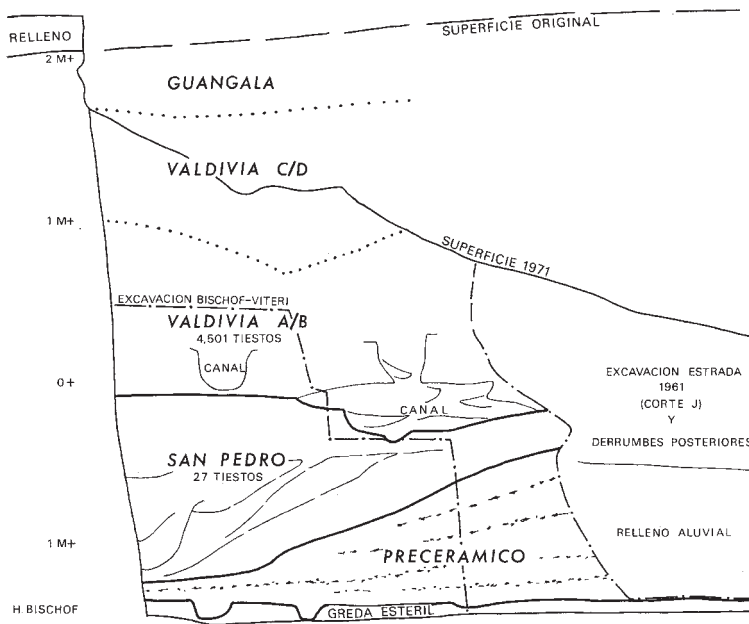 RELLENO
SUPERFICIE ORIGINAL
2 M+
GUANGALA
VALDIVIA C/D
1 M+
SUPERFICIE 1971
EXCAVACION BISCHOF-VITERI
VALDIVIA A/B
4,501 TIESTOS
CANAL
0+
EXCAVACION ESTRADA
1961
(CORTE J)
Y
DERRUMBES POSTERIORES
CANAL
SAN PEDRO
27 TIESTOS
1 M+
RELLENO ALUVIAL
PRECERAMICO
H. BISCHOF
GREDA ESTERIL